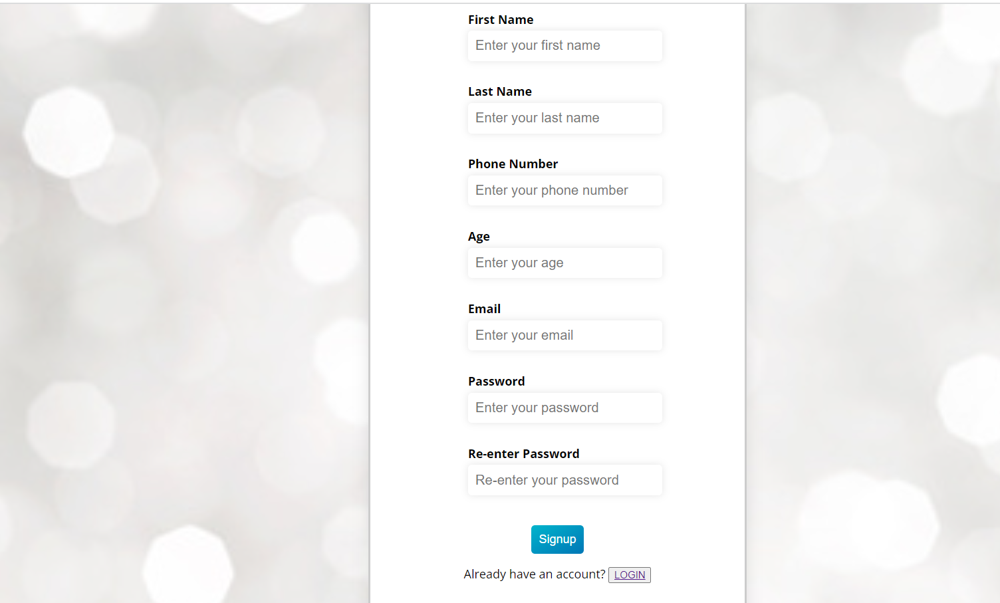 First Name
Enter your first name
Last Name
Enter your last name
Phone Number
Enter your phone number
Age
Enter your age
Email
Enter your email
Password
Enter your password
Re-enter Password
Re-enter your password
Signup
Already have an account? LOGIN